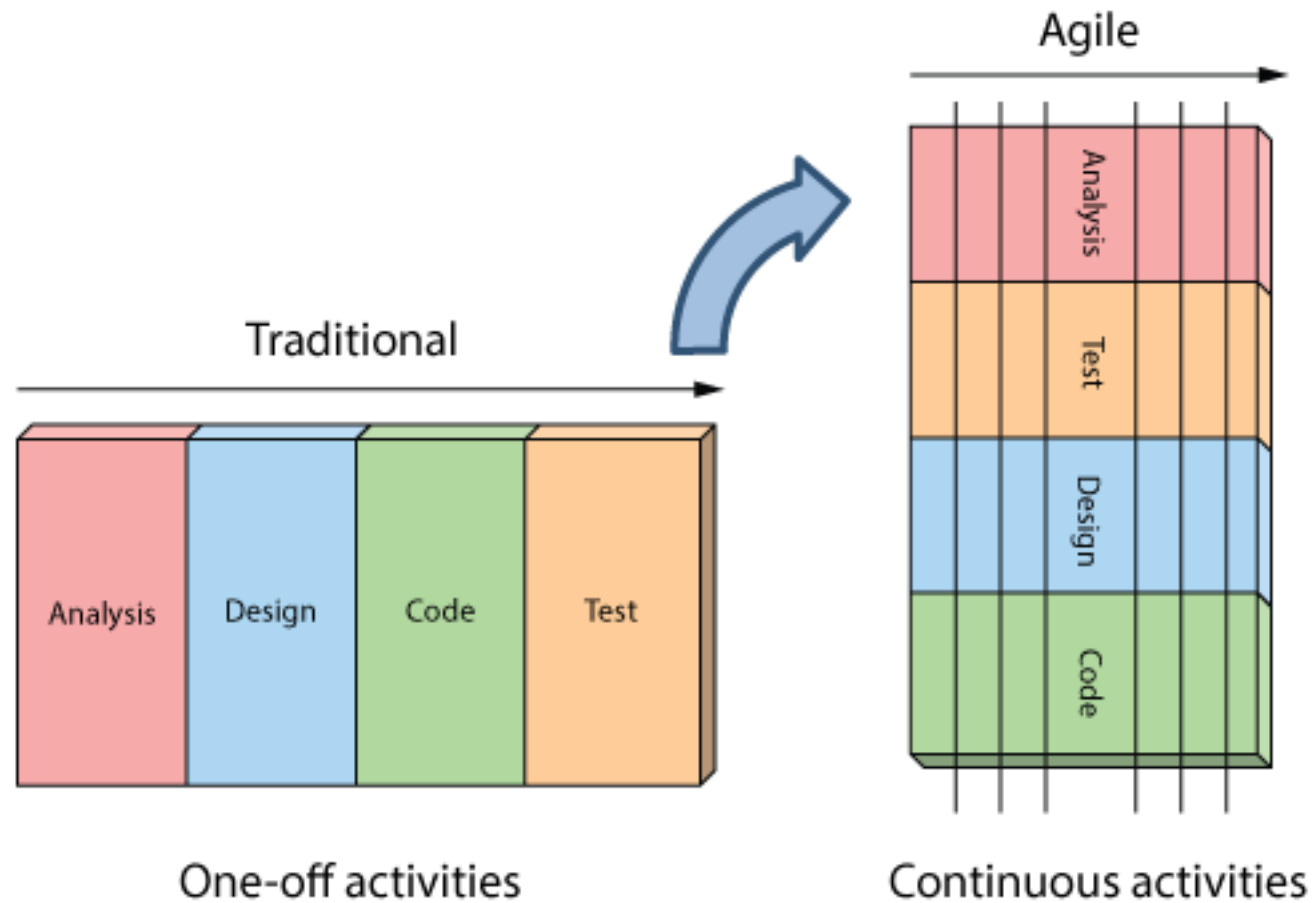 Agile
Analysis
Test
Design
Code
Traditional
Analysis
Design
Code
Test
One-off activities
Continuous activities